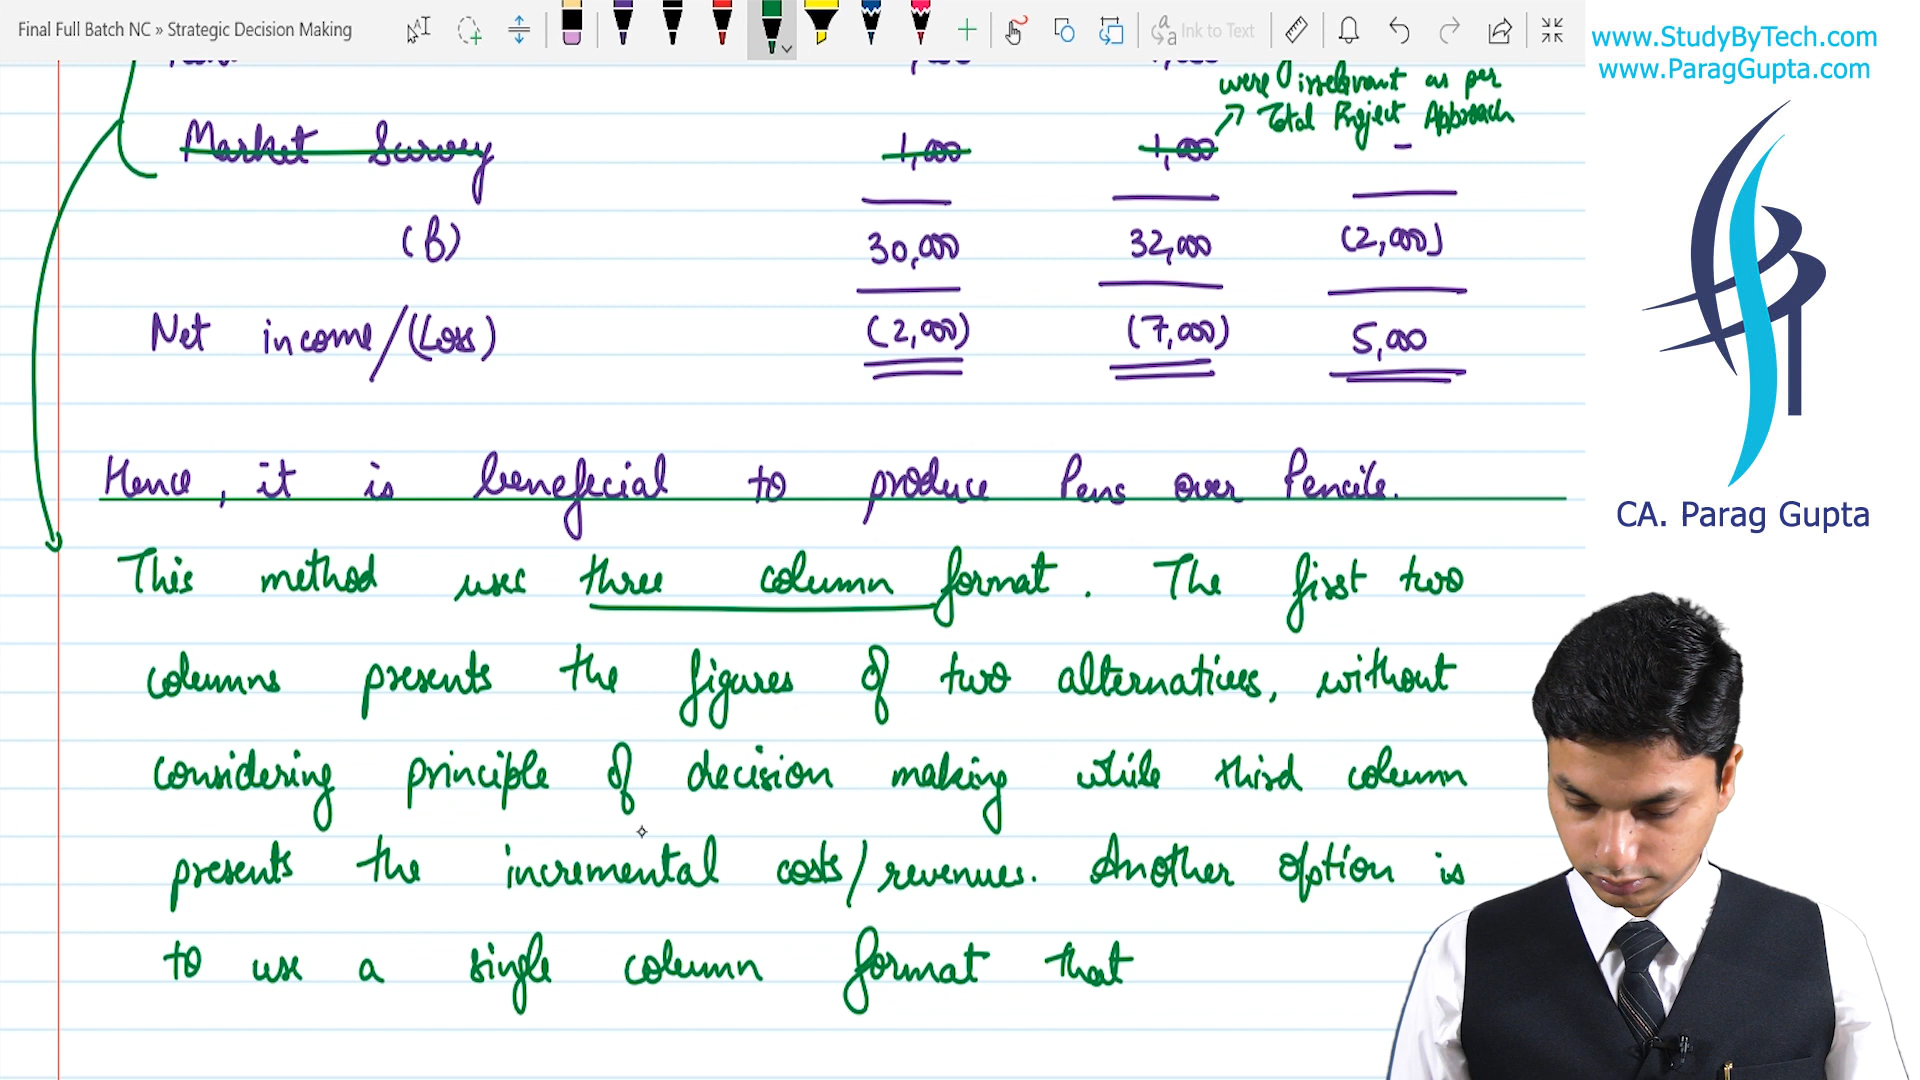 Final Full Batch NC » Strategic Decision Making
Ink to Text
www.StudyByTech.com
www.ParagGupta.com
were irrelevant as per
Total Project Approach
Market Survey 1,000 1,000 -
(B) 30,000 32,000 (2,000)
Net income/(Loss) (2,000) (7,000) 5,000
Hence, it is benefecial to produce Pens over Pencils.
CA. Parag Gupta
This method uses three column format. The first two
columns presents the figures of two alternatives, without
considering principle of decision making while third column
presents the incremental costs/revenues. Another option is
to use a single column format that